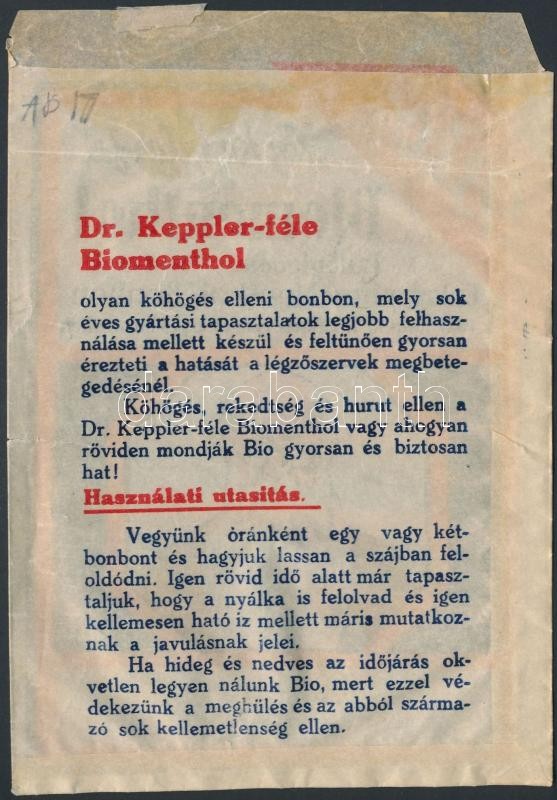 Dr. Keppler-féle
Biomenthol
olyan köhögés elleni bonbon, mely sok
éves gyártási tapasztalatok legjobb felhasz-
nálása mellett készül és feltünően gyorsan
érezteti a hatását a légzőszervek megbete-
gedésénél.
Köhögés, rekedtség és hurut ellen a
Dr. Keppler-féle Biomenthol vagy ahogyan
röviden mondják Bio gyorsan és biztosan
hat!
Használati utasitás.
Vegyünk òránként egy vagy két-
bonbont és hagyjuk lassan a szájban fel-
oldódni. Igen rövid idő alatt már tapasz-
taljuk, hogy a nyálka is felolvad és igen
kellemesen ható iz mellett máris mutatkoz-
nak a javulásnak jelei.
Ha hideg és nedves az időjárás ok-
vetlen legyen nálunk Bio, mert ezzel vé-
dekezünk a meghülés és az abból szárma-
zó sok kellemetlenség ellen.
darabanth